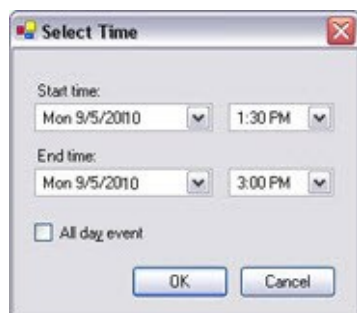 Select Time
Start time:
Mon 9/5/2010 1:30 PM
End time:
Mon 9/5/2010 3:00 PM
All day event
OK Cancel